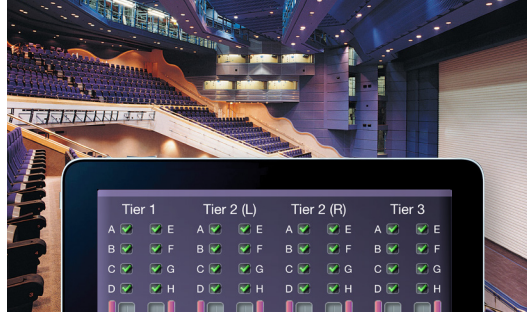 Tier 1 Tier 2 (L) Tier 2 (R) Tier 3
A E A E A E A E
B F B F B F B F
C G C G C G C G
D H D H D H D H